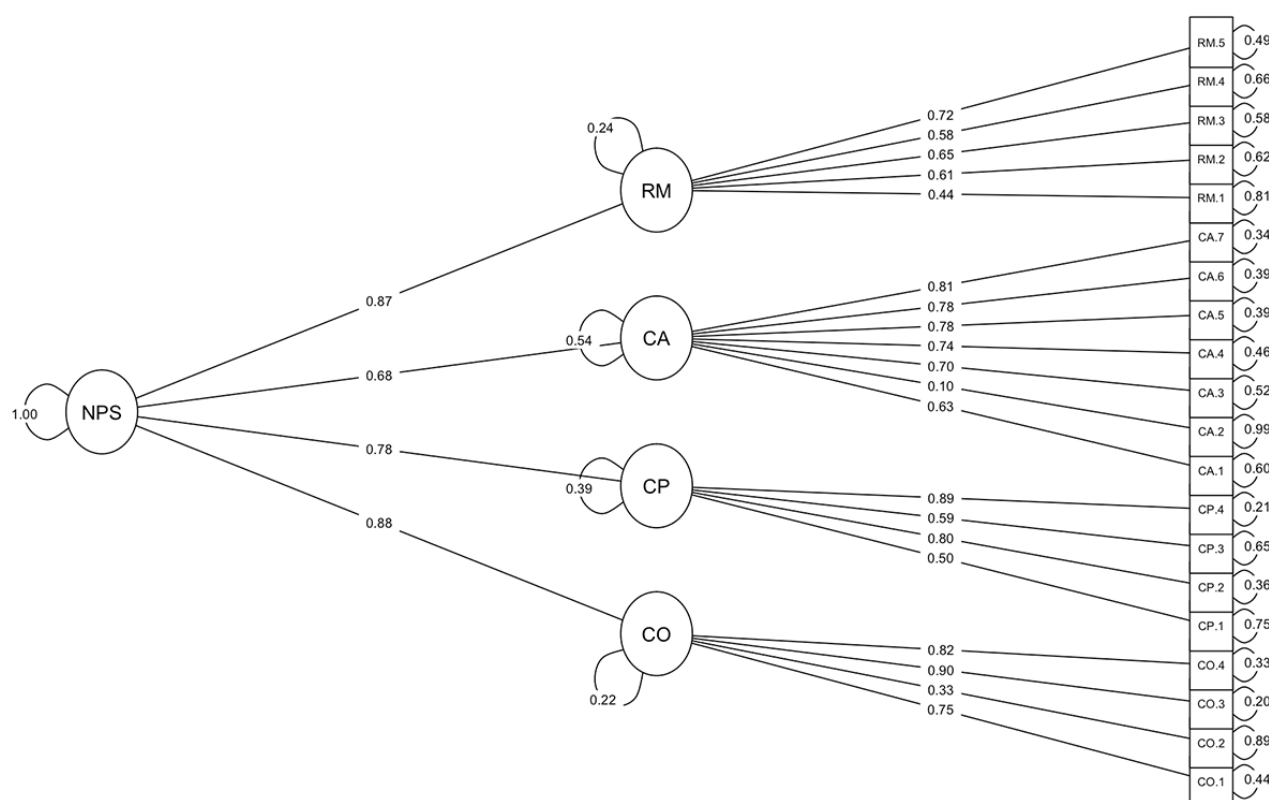 RM.5 0.49
RM.4 0.66
0.72
RM.3 0.58
0.24
0.58
0.65
RM.2 0.62
0.61
RM
0.44
RM.1 0.81
CA.7 0.34
CA.6 0.39
0.81
0.87
0.78
CA.5 0.39
0.78
0.54
CA
0.74
CA.4 0.46
0.70
0.68
0.10
CA.3 0.52
0.63
1.00
NPS
CA.2 0.99
0.78
CA.1 0.60
0.39
CP
0.89
CP.4 0.21
0.59
0.88
0.80
CP.3 0.65
0.50
CP.2 0.36
CP.1 0.75
CO
0.82
CO.4 0.33
0.90
0.33
0.22
CO.3 0.20
0.75
CO.2 0.89
CO.1 0.44